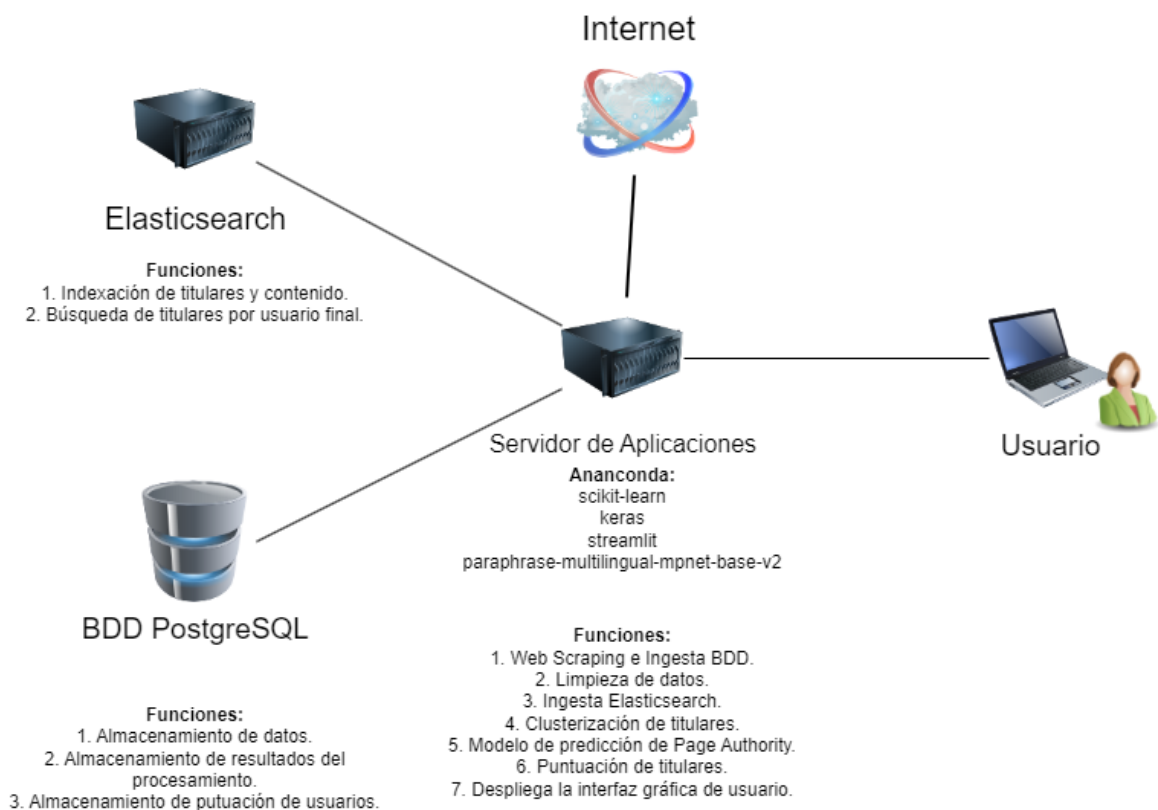 Internet
Elasticsearch
Funciones:
1. Indexación de titulares y contenido.
2. Búsqueda de titulares por usuario final.
Servidor de Aplicaciones
Ananconda:
scikit-learn
keras
streamlit
paraphrase-multilingual-mpnet-base-v2
Usuario
BDD PostgreSQL
Funciones:
1. Almacenamiento de datos.
2. Almacenamiento de resultados del
procesamiento.
3. Almacenamiento de putuación de usuarios.
Funciones:
1. Web Scraping e Ingesta BDD.
2. Limpieza de datos.
3. Ingesta Elasticsearch.
4. Clusterización de titulares.
5. Modelo de predicción de Page Authority.
6. Puntuación de titulares.
7. Despliega la interfaz gráfica de usuario.